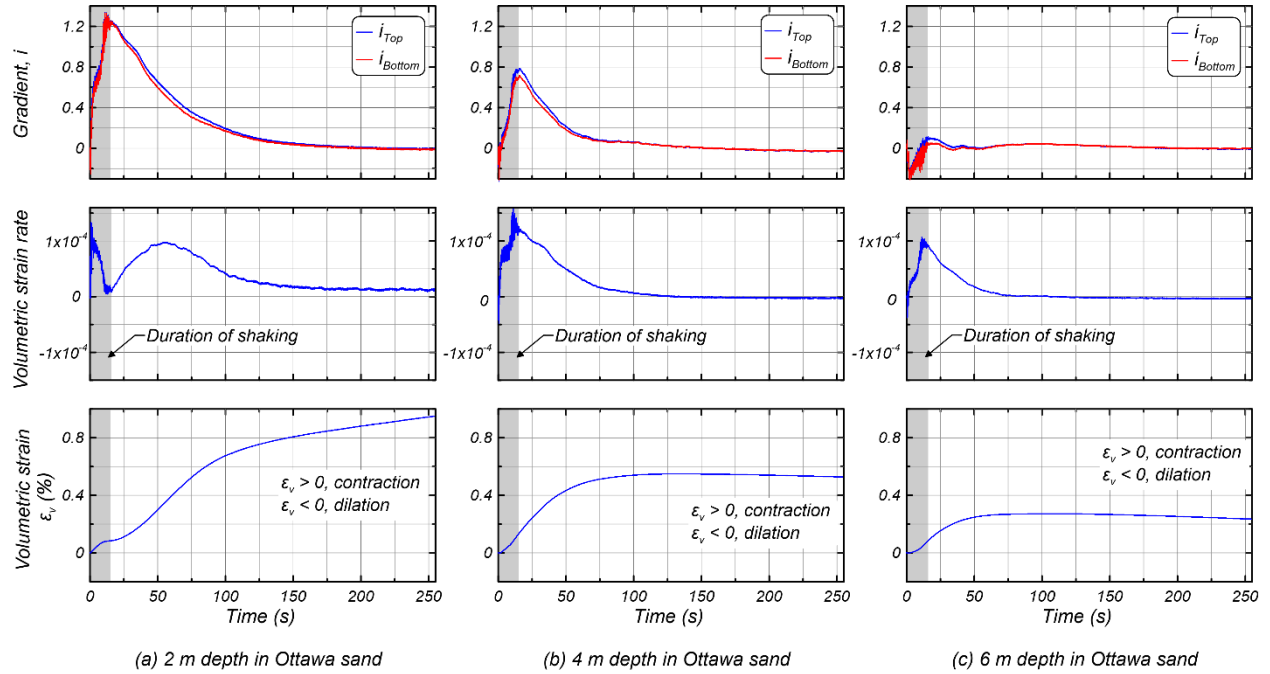 Gradient, i
1.2
0.8
0.4
0
i_Top
i_Bottom
1.2
0.8
0.4
0
i_Top
i_Bottom
1.2
0.8
0.4
0
i_Top
i_Bottom
Volumetric strain rate
1x10⁻⁴
0
-1x10⁻⁴
Duration of shaking
1x10⁻⁴
0
-1x10⁻⁴
Duration of shaking
1x10⁻⁴
0
-1x10⁻⁴
Duration of shaking
Volumetric strain
ε_v (%)
0.8
0.4
0
ε_v > 0, contraction
ε_v < 0, dilation
0 50 100 150 200 250
Time (s)
0.8
0.4
0
ε_v > 0, contraction
ε_v < 0, dilation
0 50 100 150 200 250
Time (s)
0.8
0.4
0
ε_v > 0, contraction
ε_v < 0, dilation
0 50 100 150 200 250
Time (s)
(a) 2 m depth in Ottawa sand
(b) 4 m depth in Ottawa sand
(c) 6 m depth in Ottawa sand